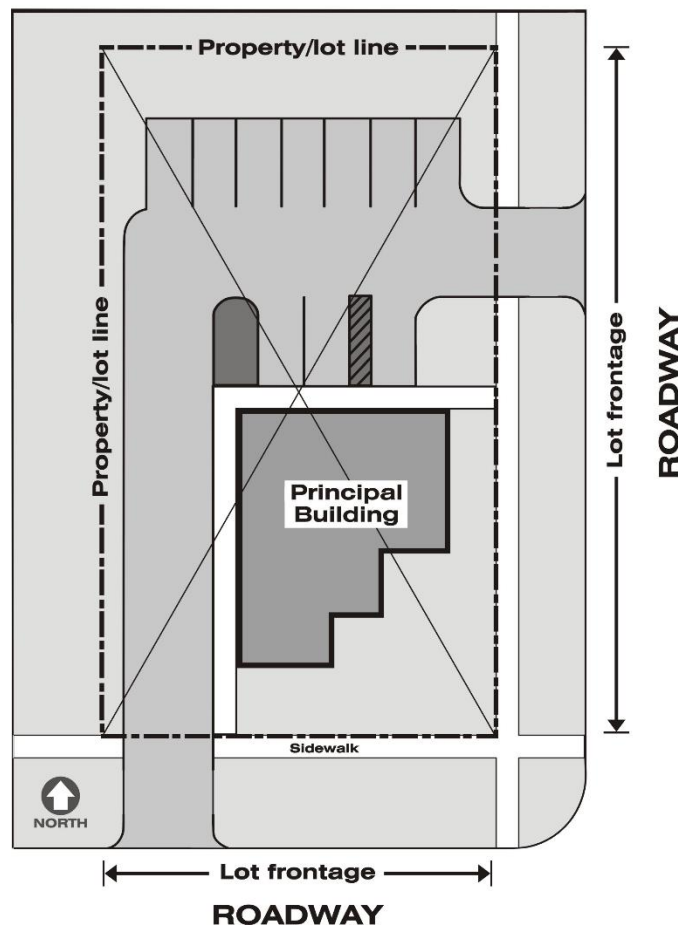 Property/lot line
Property/lot line
Lot frontage
ROADWAY
Principal
Building
Sidewalk
NORTH
Lot frontage
ROADWAY